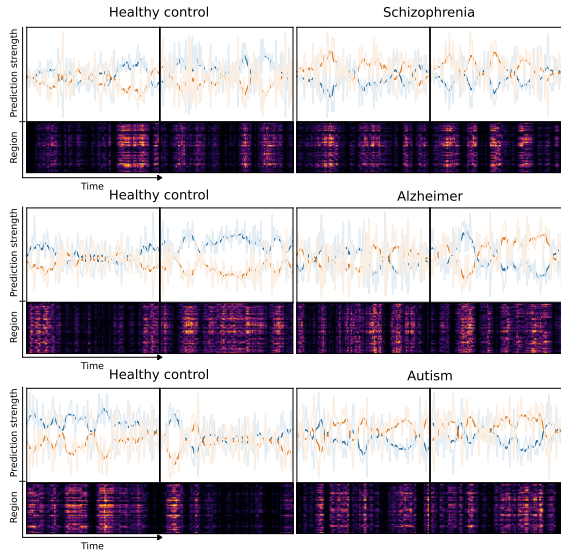 Healthy control
Schizophrenia
Prediction strength
Region
Time
Healthy control
Alzheimer
Prediction strength
Region
Time
Healthy control
Autism
Prediction strength
Region
Time